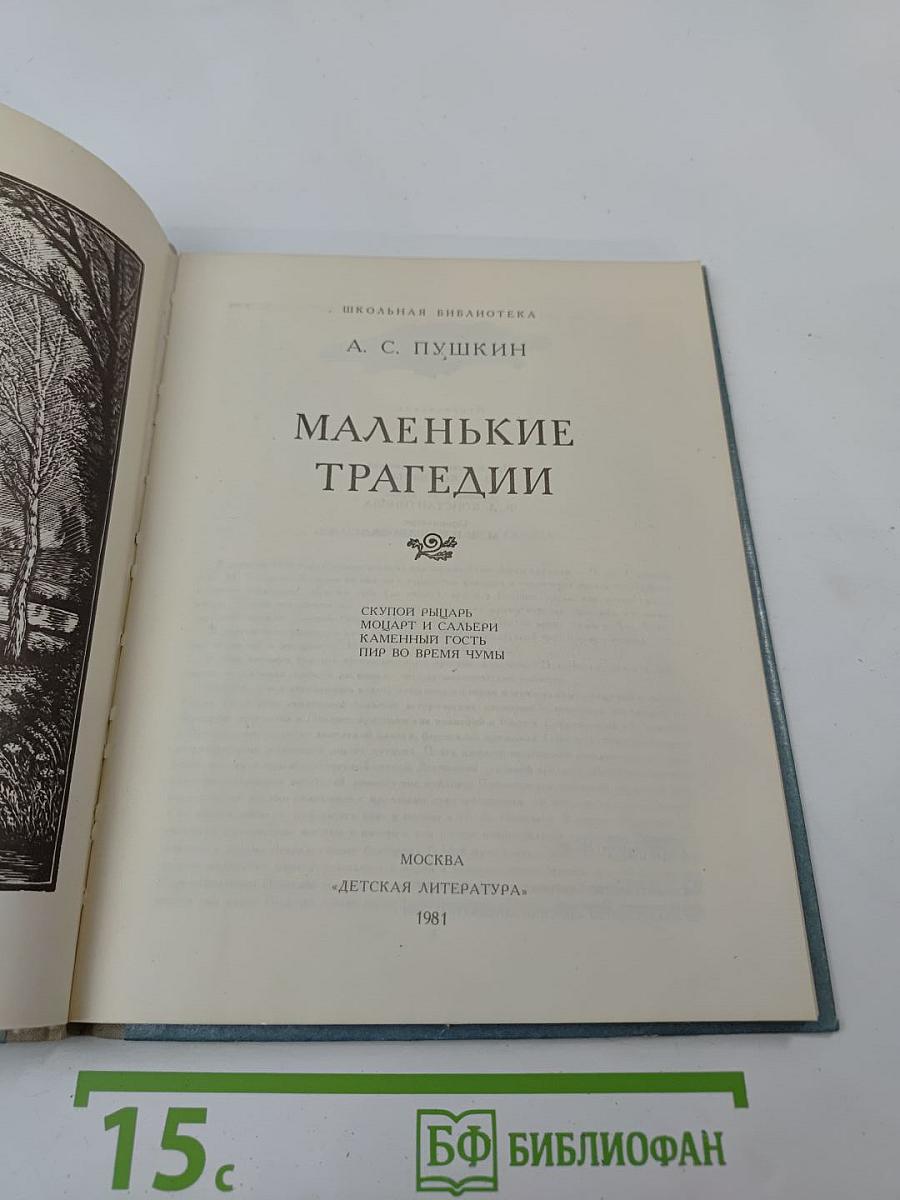 ШКОЛЬНАЯ БИБЛИОТЕКА
А. С. ПУШКИН
МАЛЕНЬКИЕ
ТРАГЕДИИ
СКУПОЙ РЫЦАРЬ
МОЦАРТ И САЛЬЕРИ
КАМЕННЫЙ ГОСТЬ
ПИР ВО ВРЕМЯ ЧУМЫ
МОСКВА
«ДЕТСКАЯ ЛИТЕРАТУРА»
1981
15 с
БФ БИБЛИОФАН